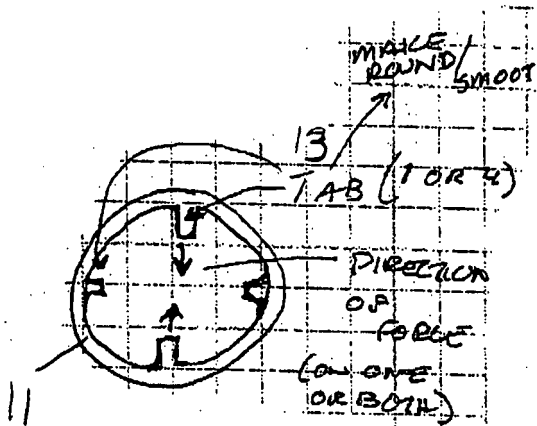 MAKE
ROUND/
SMOOT
13
TAB (1 OR 4)
DIRECTION
OF
FORCE
(ON ONE
OR BOTH)
11